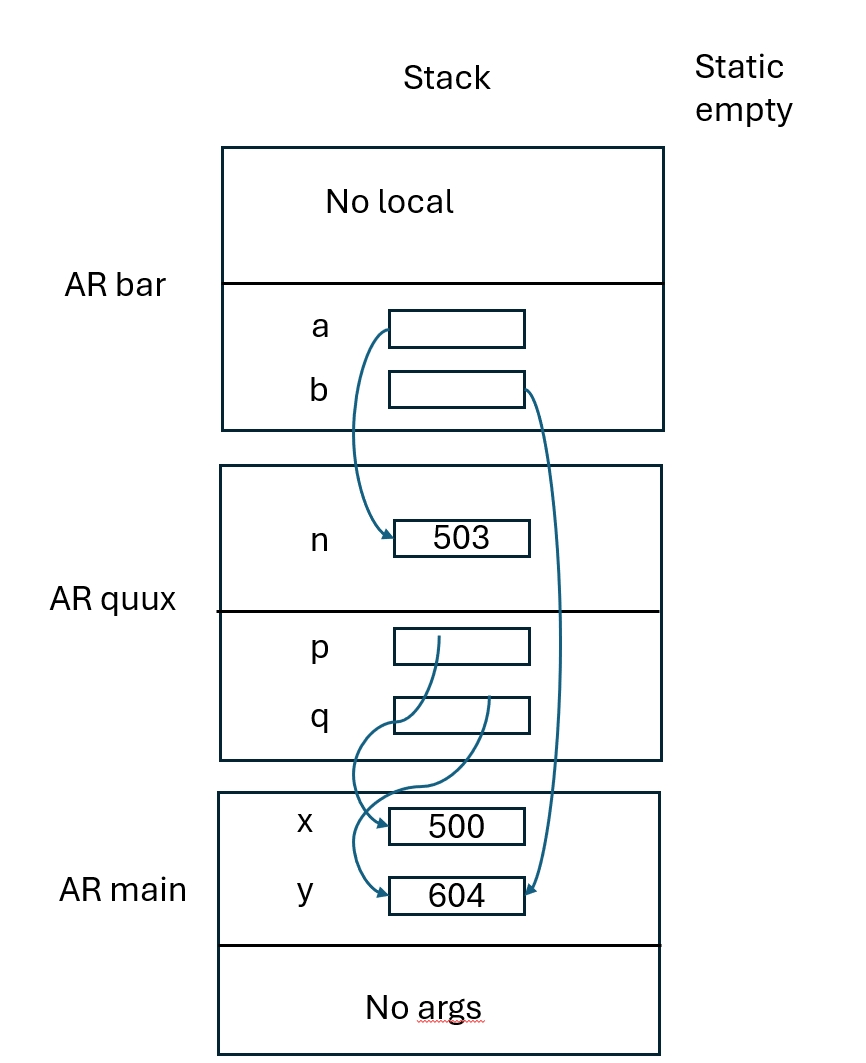 Stack
Static
empty
No local
AR bar
a
b
n
503
AR quux
p
q
x
500
AR main
y
604
No args